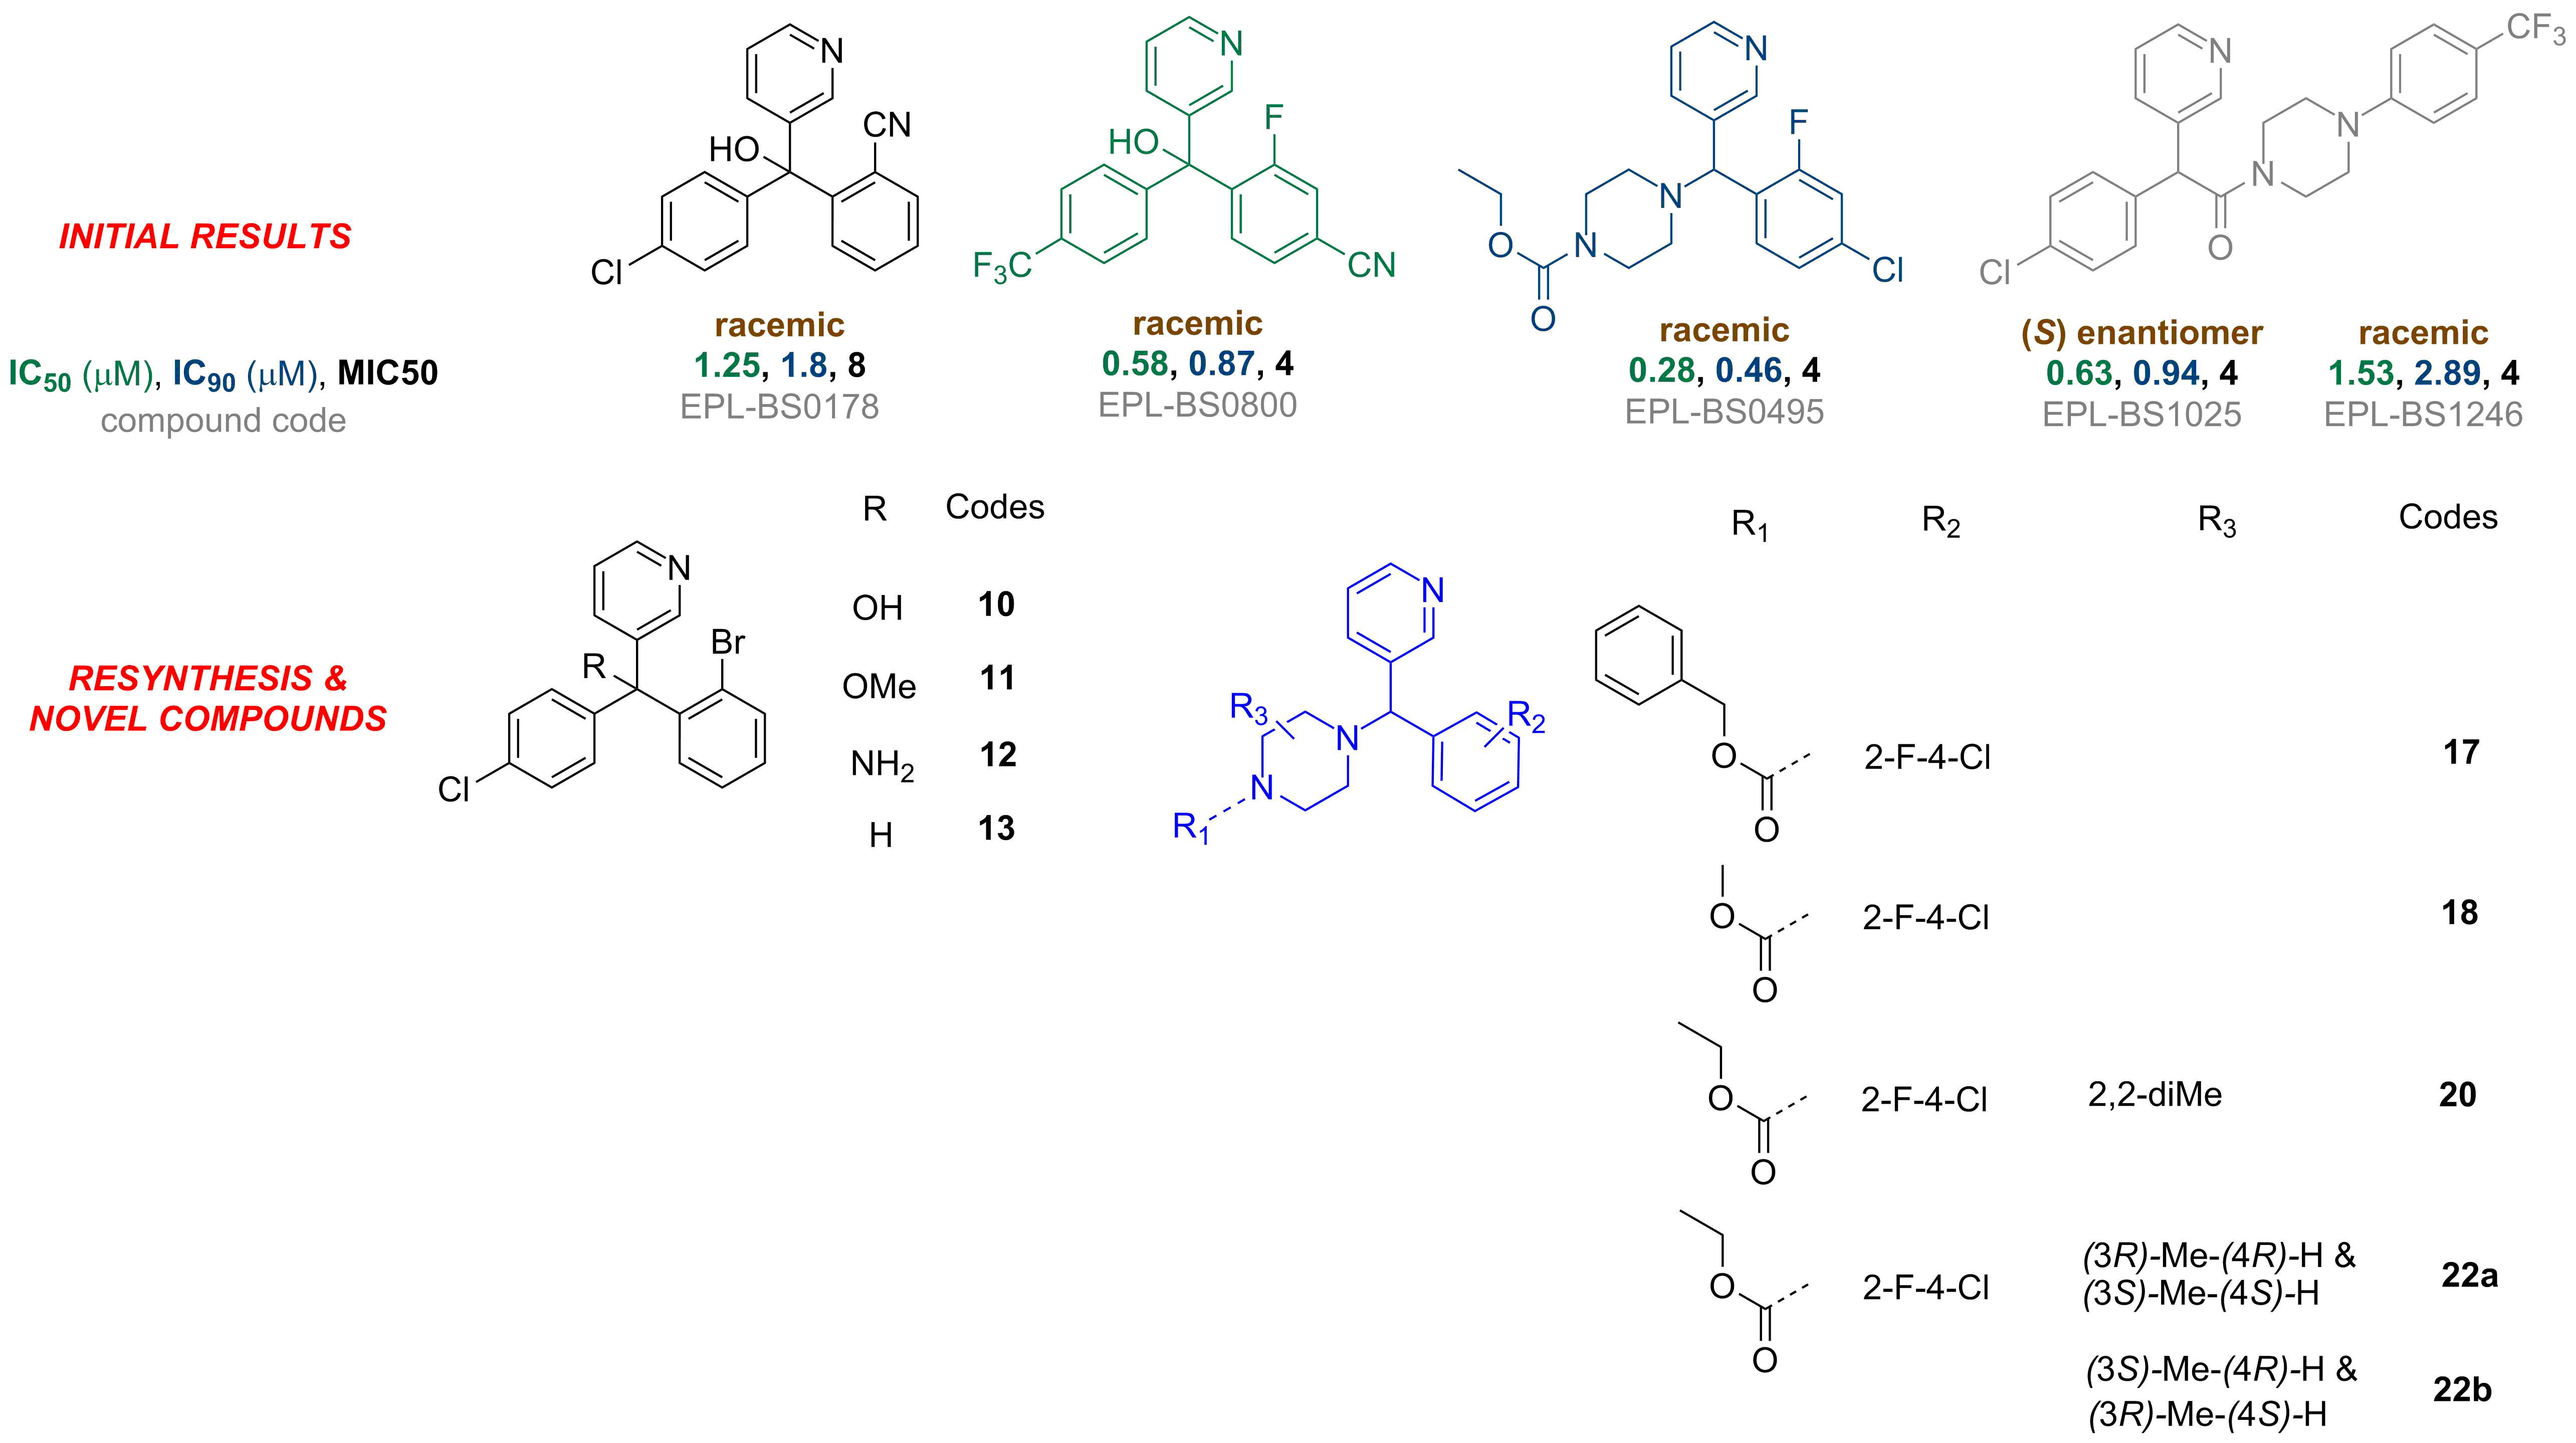 N
HO
CN
Cl
N
HO
F
F₃C
CN
N
F
N
N
O
O
Cl
N
CF₃
N
N
O
Cl
INITIAL RESULTS
racemic
1.25, 1.8, 8
EPL-BS0178
racemic
0.58, 0.87, 4
EPL-BS0800
racemic
0.28, 0.46, 4
EPL-BS0495
(S) enantiomer
0.63, 0.94, 4
EPL-BS1025
racemic
1.53, 2.89, 4
EPL-BS1246
IC₅₀ (μM), IC₉₀ (μM), MIC50
compound code
RESYNTHESIS &
NOVEL COMPOUNDS
N
R
Br
Cl
R Codes
OH 10
OMe 11
NH₂ 12
H 13
N
R₃
R₂
N
N
R₁
R₁ R₂ R₃ Codes
O
O
2-F-4-Cl 17
O
O
2-F-4-Cl 18
O
O
2-F-4-Cl 2,2-diMe 20
O
O
2-F-4-Cl
(3R)-Me-(4R)-H &
(3S)-Me-(4S)-H
22a
(3S)-Me-(4R)-H &
(3R)-Me-(4S)-H
22b